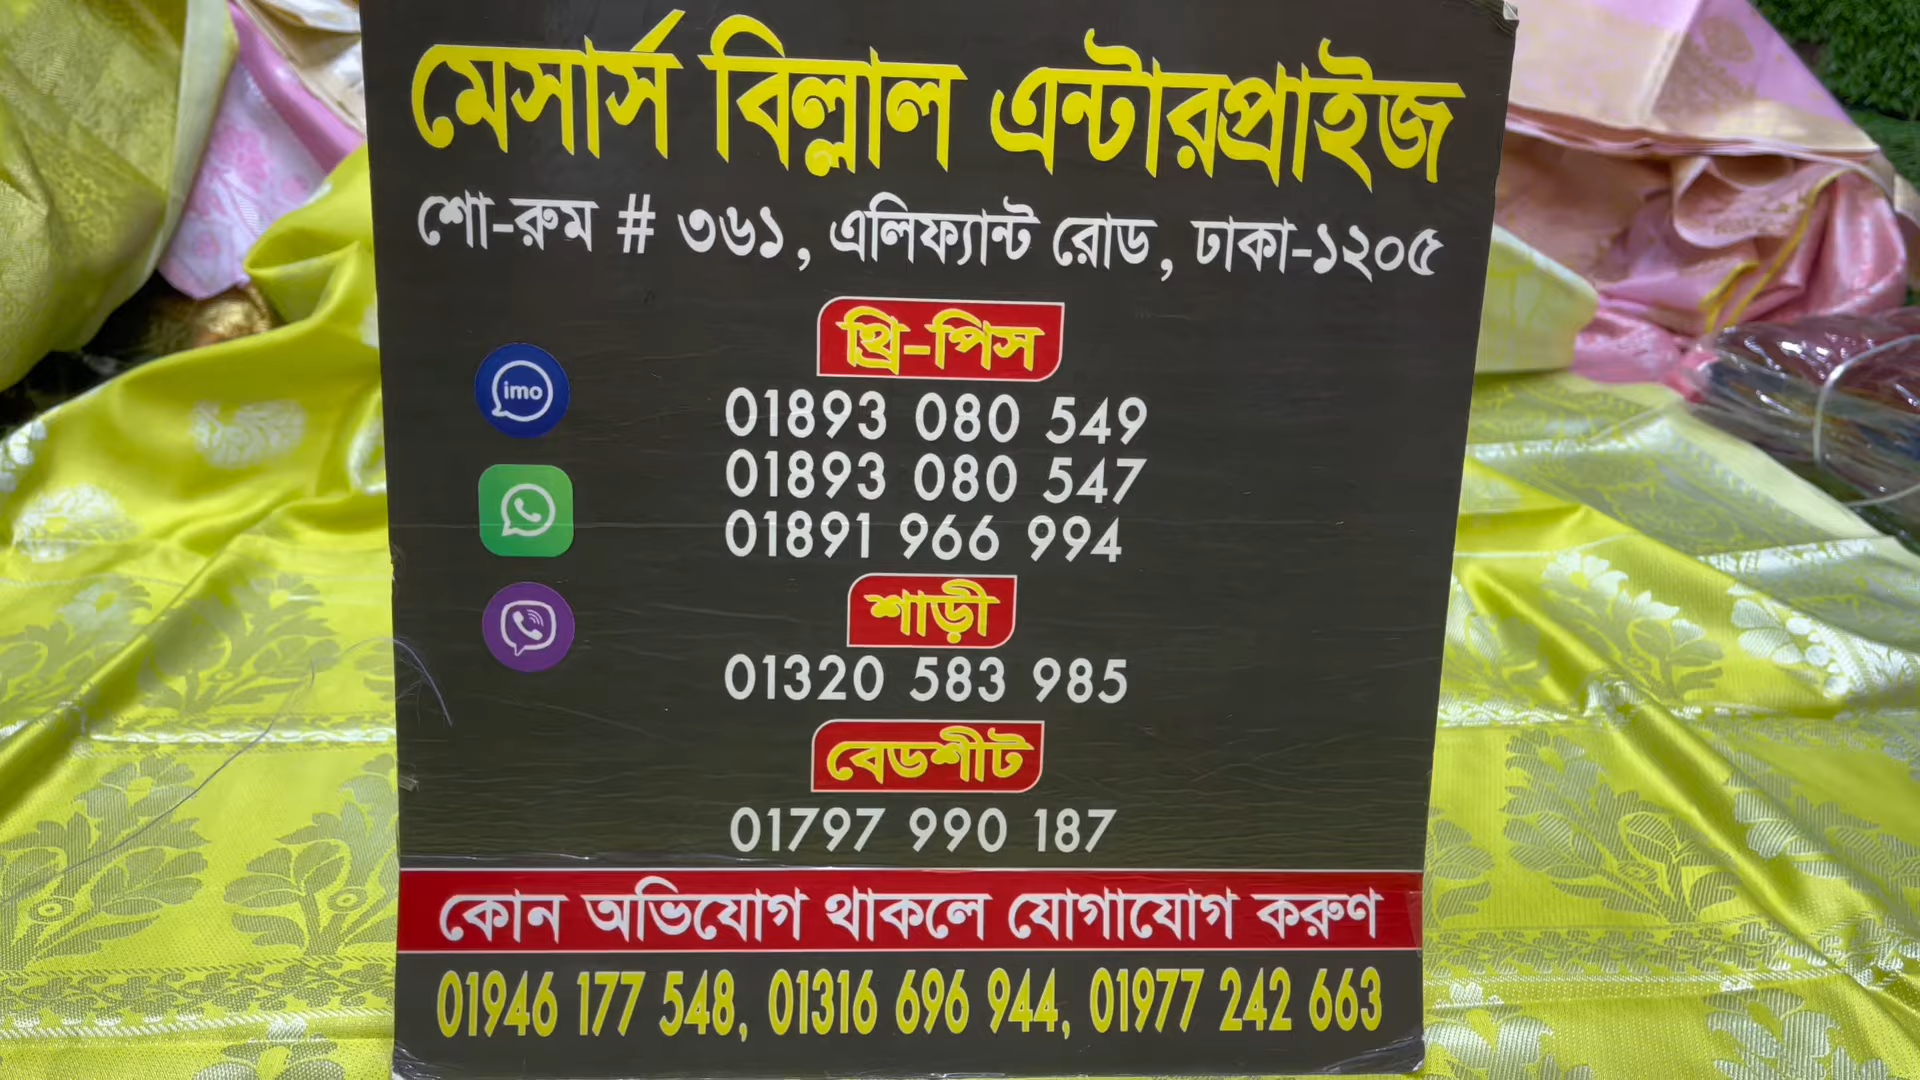 মেসার্স বিল্লাল এন্টারপ্রাইজ
শো-রুম # ৩৬১, এলিফ্যান্ট রোড, ঢাকা-১২০৫
থ্রি-পিস
imo
01893 080 549
01893 080 547
01891 966 994
শাড়ী
01320 583 985
বেডশীট
01797 990 187
কোন অভিযোগ থাকলে যোগাযোগ করুণ
01946 177 548, 01316 696 944, 01977 242 663